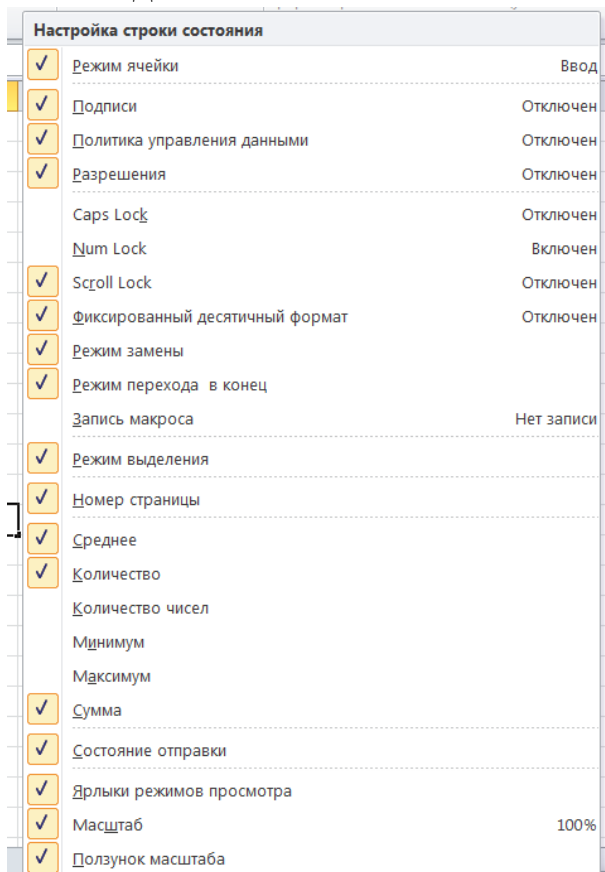 Настройка строки состояния
Режим ячейки Ввод
Подписи Отключен
Политика управления данными Отключен
Разрешения Отключен
Caps Lock Отключен
Num Lock Включен
Scroll Lock Отключен
Фиксированный десятичный формат Отключен
Режим замены
Режим перехода в конец
Запись макроса Нет записи
Режим выделения
Номер страницы
Среднее
Количество
Количество чисел
Минимум
Максимум
Сумма
Состояние отправки
Ярлыки режимов просмотра
Масштаб 100%
Ползунок масштаба